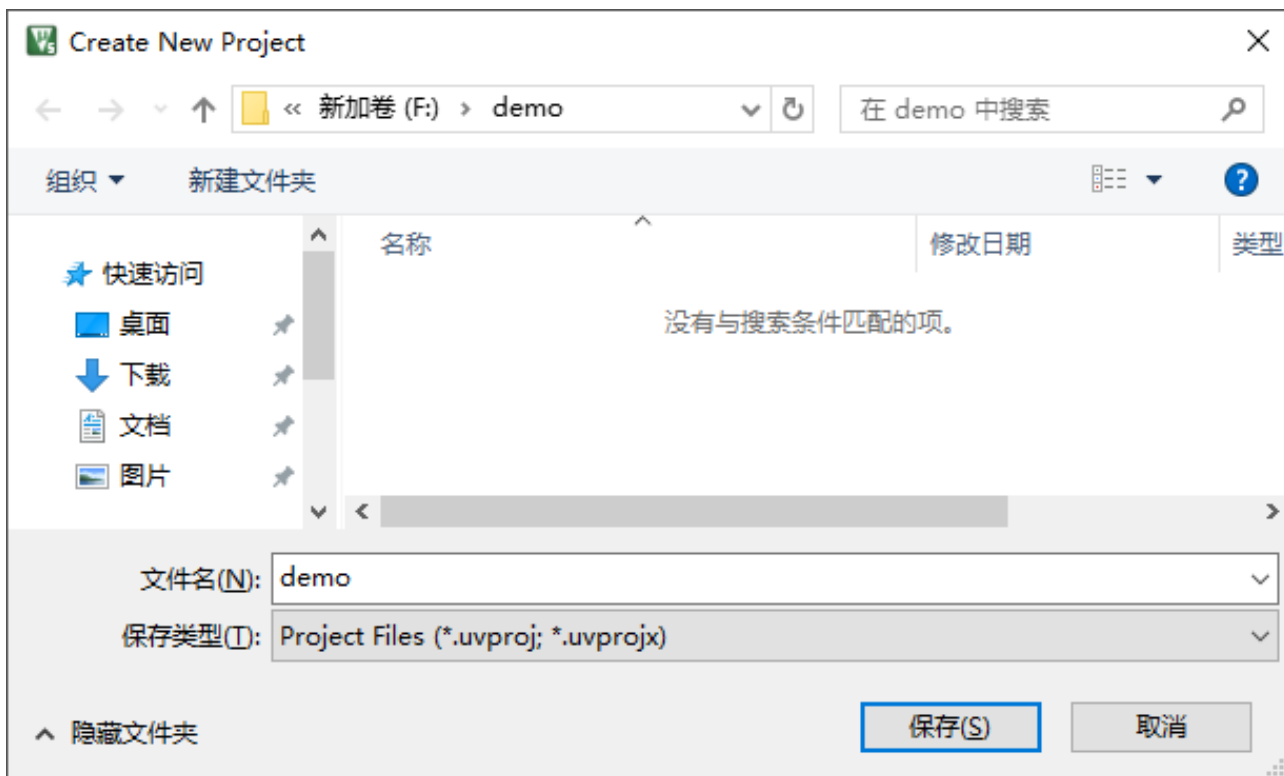 Create New Project
« 新加卷 (F:) › demo
在 demo 中搜索
组织
新建文件夹
名称
修改日期
类型
快速访问
没有与搜索条件匹配的项。
桌面
下载
文档
图片
文件名(N): demo
保存类型(T): Project Files (*.uvproj; *.uvprojx)
隐藏文件夹
保存(S)
取消